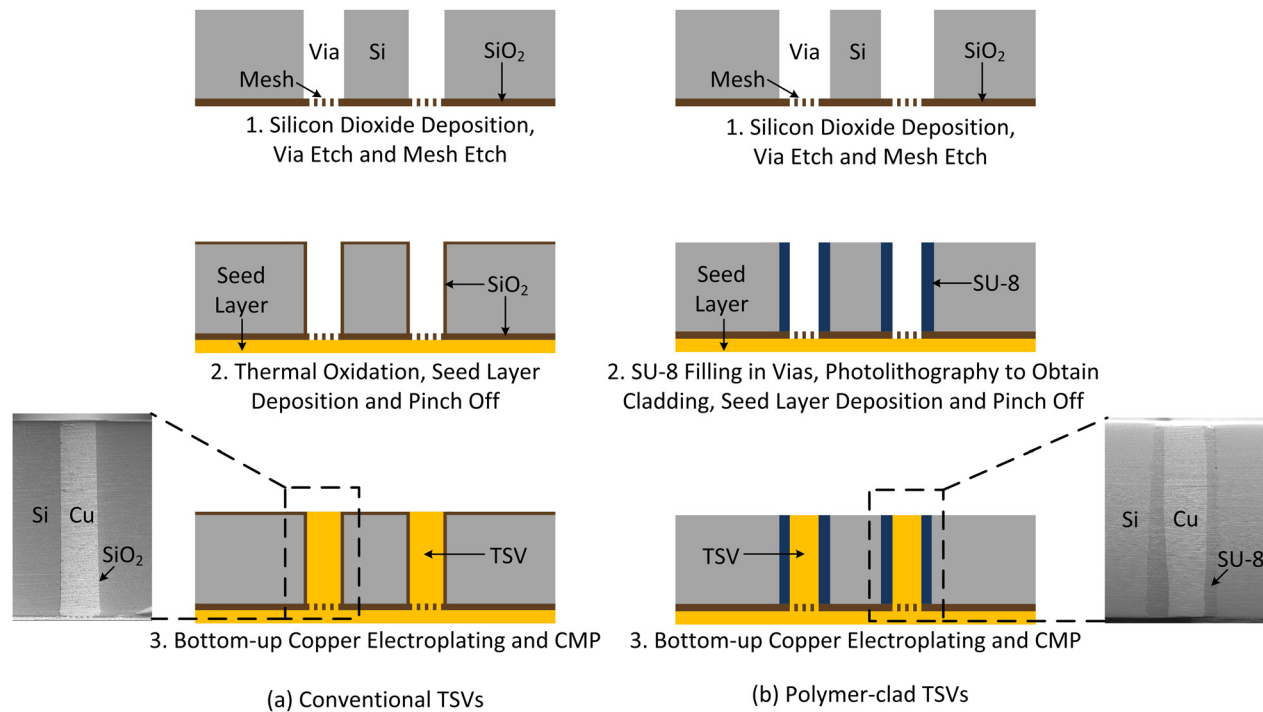 Via
Si
SiO2
Mesh
1. Silicon Dioxide Deposition,
Via Etch and Mesh Etch
Seed
Layer
SiO2
2. Thermal Oxidation, Seed Layer
Deposition and Pinch Off
Si
Cu
SiO2
TSV
3. Bottom-up Copper Electroplating and CMP
(a) Conventional TSVs
Via
Si
SiO2
Mesh
1. Silicon Dioxide Deposition,
Via Etch and Mesh Etch
Seed
Layer
SU-8
2. SU-8 Filling in Vias, Photolithography to Obtain
Cladding, Seed Layer Deposition and Pinch Off
TSV
Si
Cu
SU-8
3. Bottom-up Copper Electroplating and CMP
(b) Polymer-clad TSVs